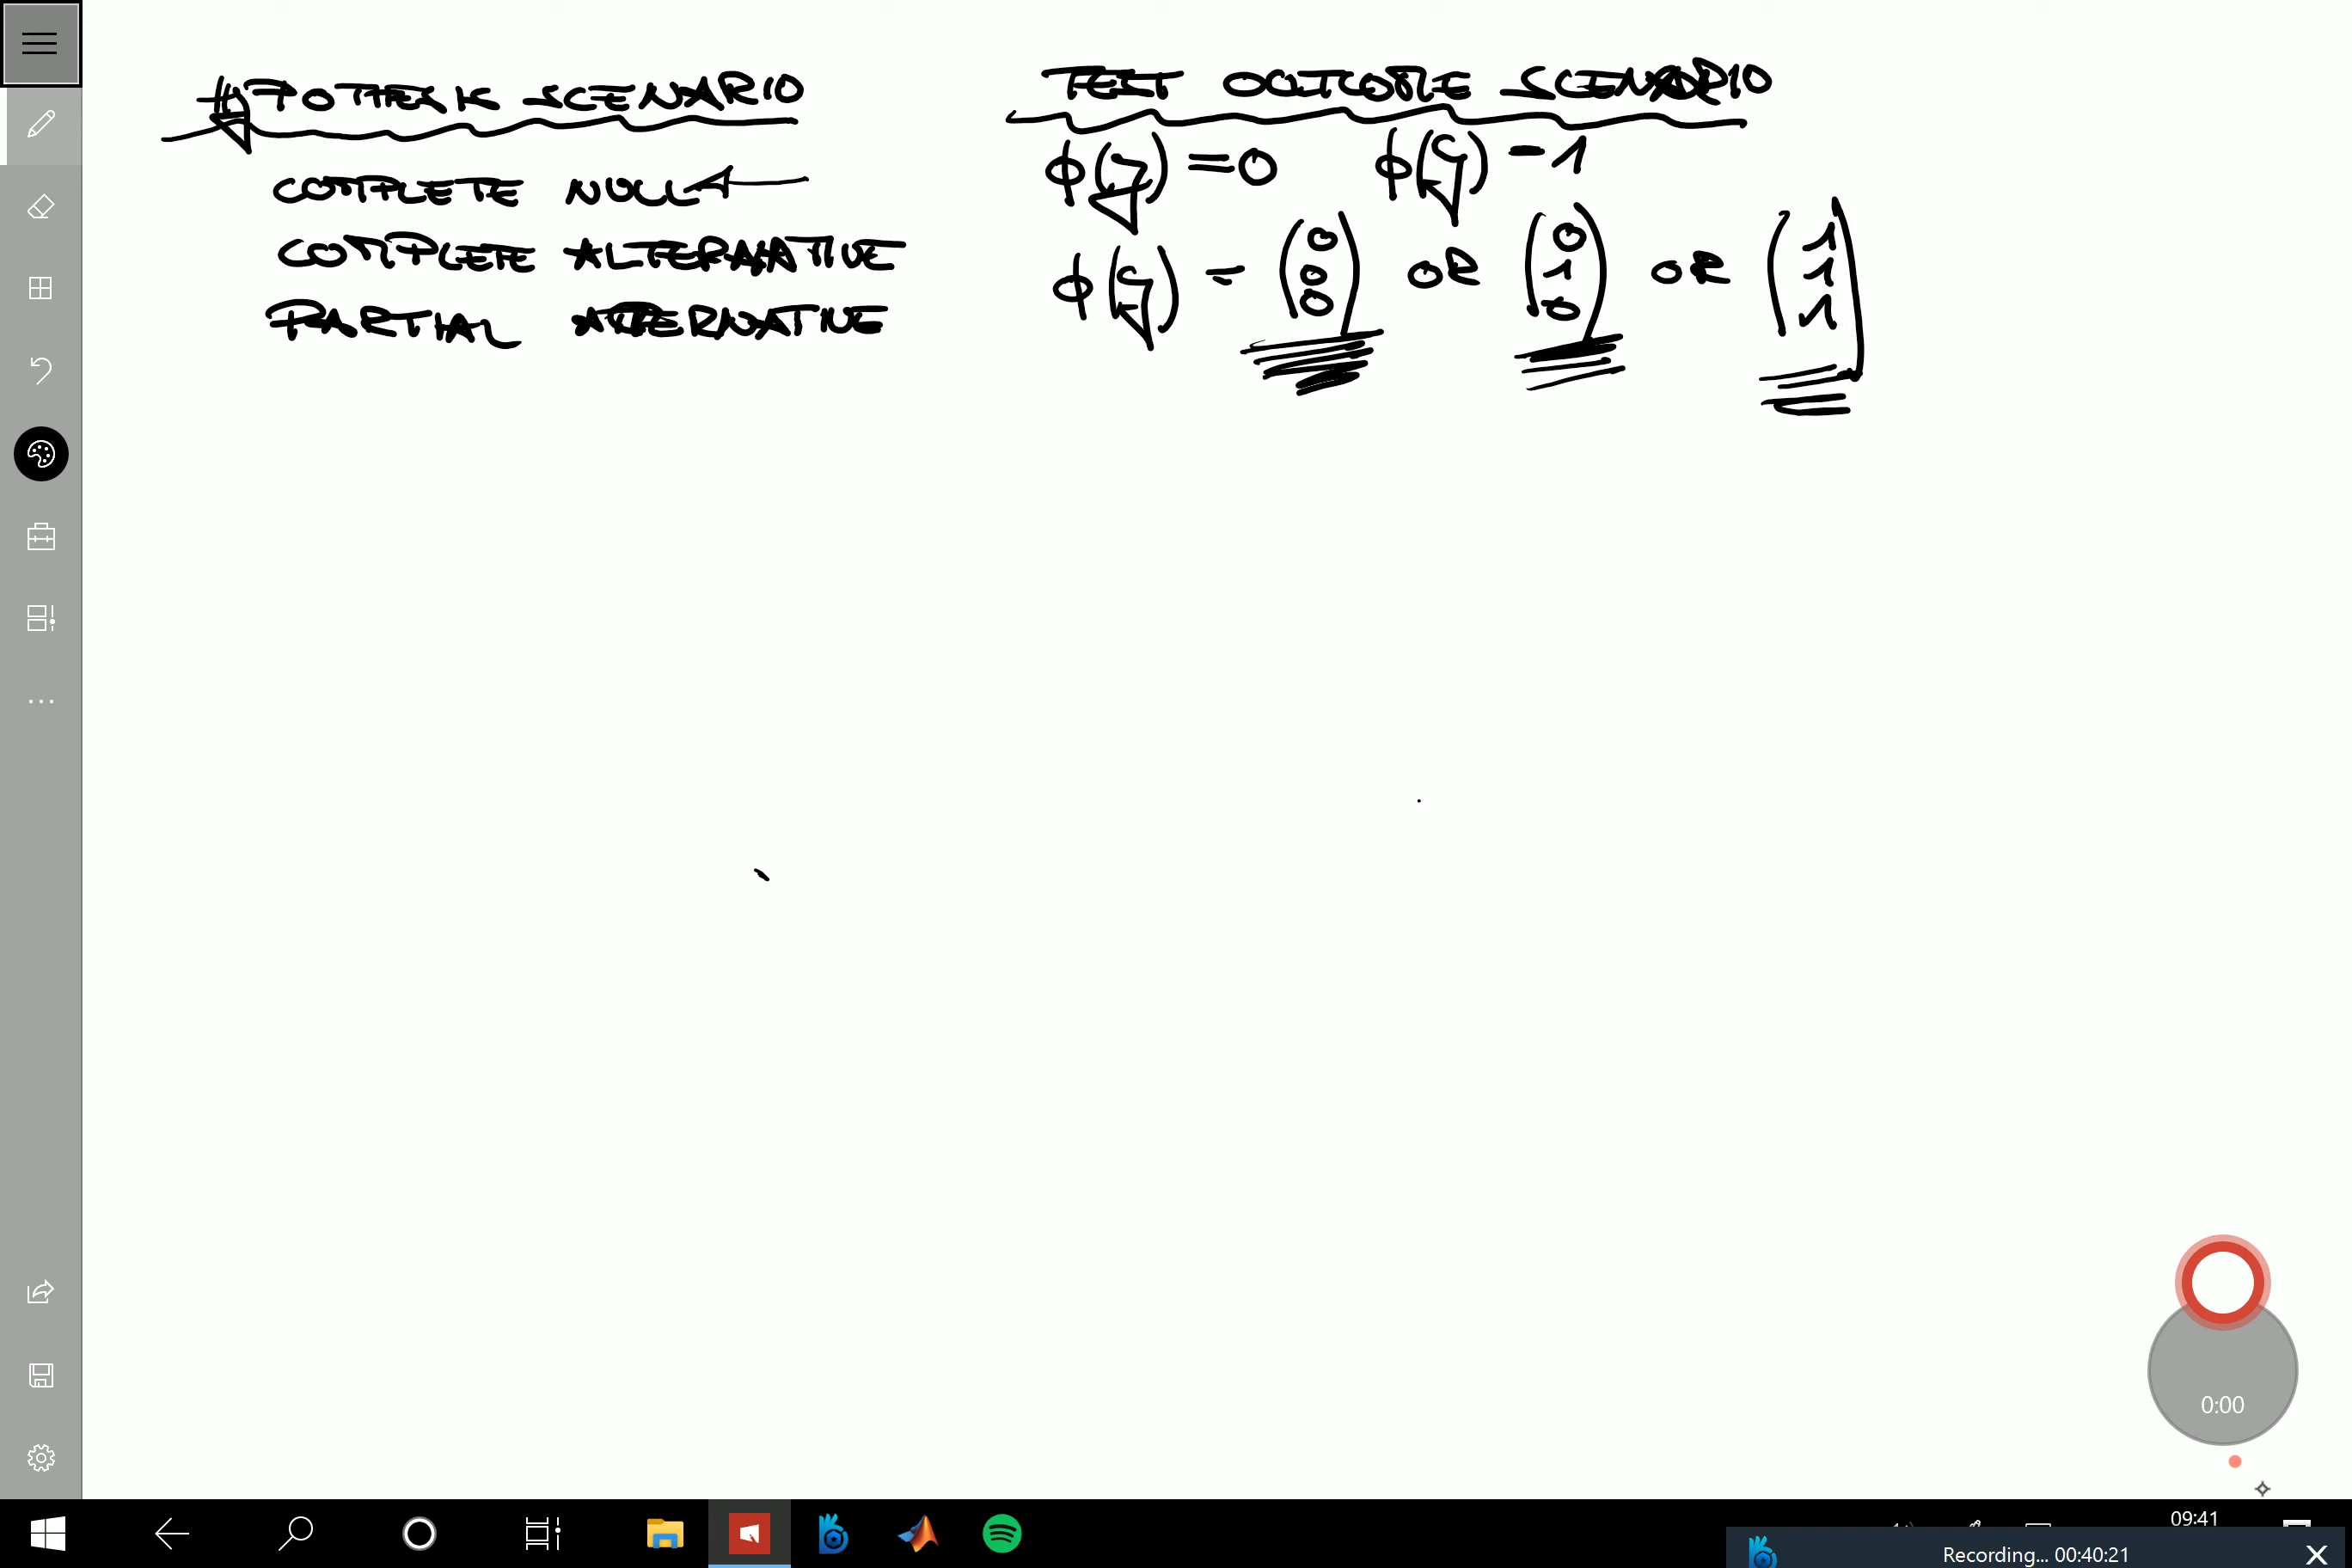 HYPOTHESIS SCENARIO
COMPLETE NULL
COMPLETE ALTERNATIVE
PARTIAL ALTERNATIVE
TEST OUTCOME SCENARIO
ϕ(y) = 0 ϕ(y) = 1
ϕ(y) = (0 0 0) OR (0 1 0) OR (1 1 1)
0:00
09:41
Recording... 00:40:21